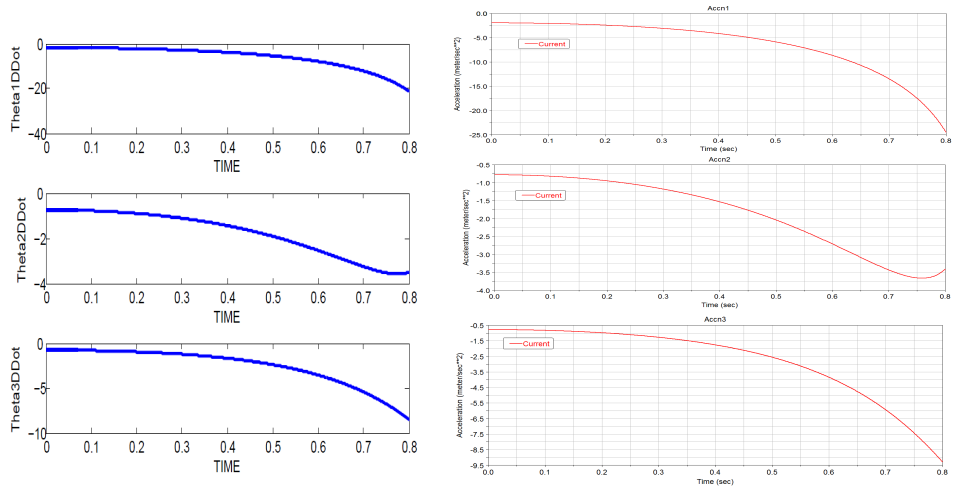 Theta1DDot
0
−20
−40
0 0.1 0.2 0.3 0.4 0.5 0.6 0.7 0.8
TIME
Theta2DDot
0
−2
−4
0 0.1 0.2 0.3 0.4 0.5 0.6 0.7 0.8
TIME
Theta3DDot
0
−5
−10
0 0.1 0.2 0.3 0.4 0.5 0.6 0.7 0.8
TIME
Accn1
Acceleration (meter/sec**2)
0.0
-5.0
-10.0
-15.0
-20.0
-25.0
Current
0.0 0.1 0.2 0.3 0.4 0.5 0.6 0.7 0.8
Time (sec)
Accn2
Acceleration (meter/sec**2)
-0.5
-1.0
-1.5
-2.0
-2.5
-3.0
-3.5
-4.0
Current
0.0 0.1 0.2 0.3 0.4 0.5 0.6 0.7 0.8
Time (sec)
Accn3
Acceleration (meter/sec**2)
-0.5
-1.5
-2.5
-3.5
-4.5
-5.5
-6.5
-7.5
-8.5
-9.5
Current
0.0 0.1 0.2 0.3 0.4 0.5 0.6 0.7 0.8
Time (sec)